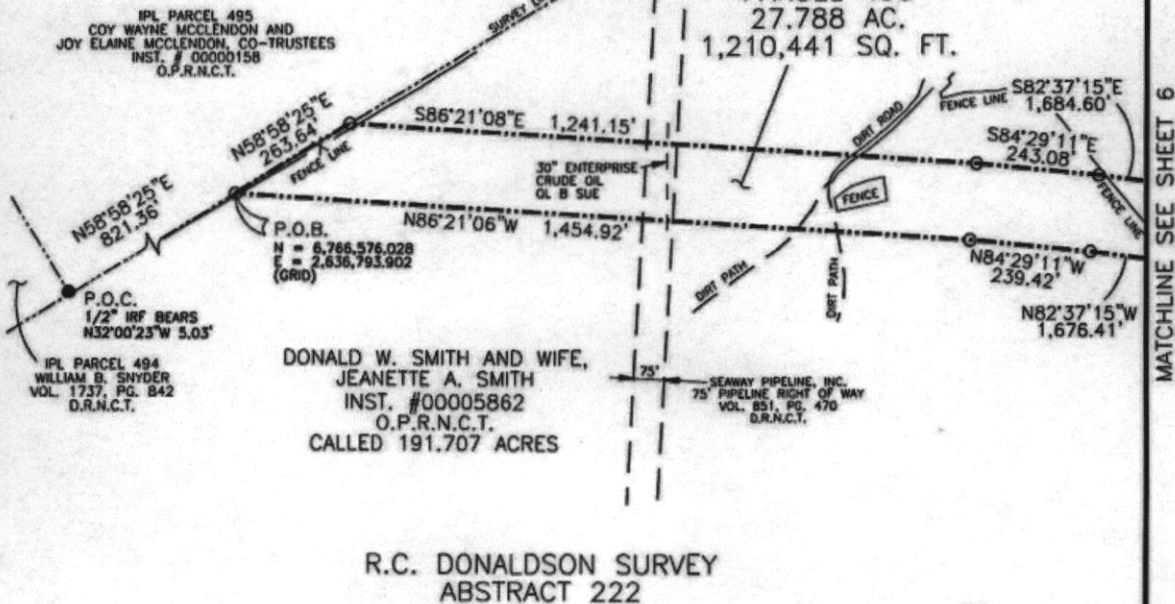 IPL PARCEL 495
COY WAYNE MCCLENDON AND
JOY ELAINE MCCLENDON, CO-TRUSTEES
INST. # 00000158
O.P.R.N.C.T.
SURVEY
27.788 AC.
1,210,441 SQ. FT.
N58°58'25"E
263.64'
FENCE LINE
S86°21'08"E 1,241.15'
30" ENTERPRISE
CRUDE OIL
OL B SUE
DIRT ROAD
FENCE LINE
S82°37'15"E
1,684.60'
S84°29'11"E
243.08'
FENCE
FENCE LINE
N58°58'25"E
821.36'
P.O.B.
N = 6,766,576.028
E = 2,636,793.902
(GRID)
N86°21'06"W 1,454.92'
DIRT PATH
DIRT PATH
N84°29'11"W
239.42'
N82°37'15"W
1,676.41'
P.O.C.
1/2" IRF BEARS
N32°00'23"W 5.03'
IPL PARCEL 494
WILLIAM B. SNYDER
VOL. 1737, PG. 842
D.R.N.C.T.
DONALD W. SMITH AND WIFE,
JEANETTE A. SMITH
INST. #00005862
O.P.R.N.C.T.
CALLED 191.707 ACRES
75'
SEAWAY PIPELINE, INC.
75' PIPELINE RIGHT OF WAY
VOL. 851, PG. 470
D.R.N.C.T.
MATCHLINE SEE SHEET 6
R.C. DONALDSON SURVEY
ABSTRACT 222